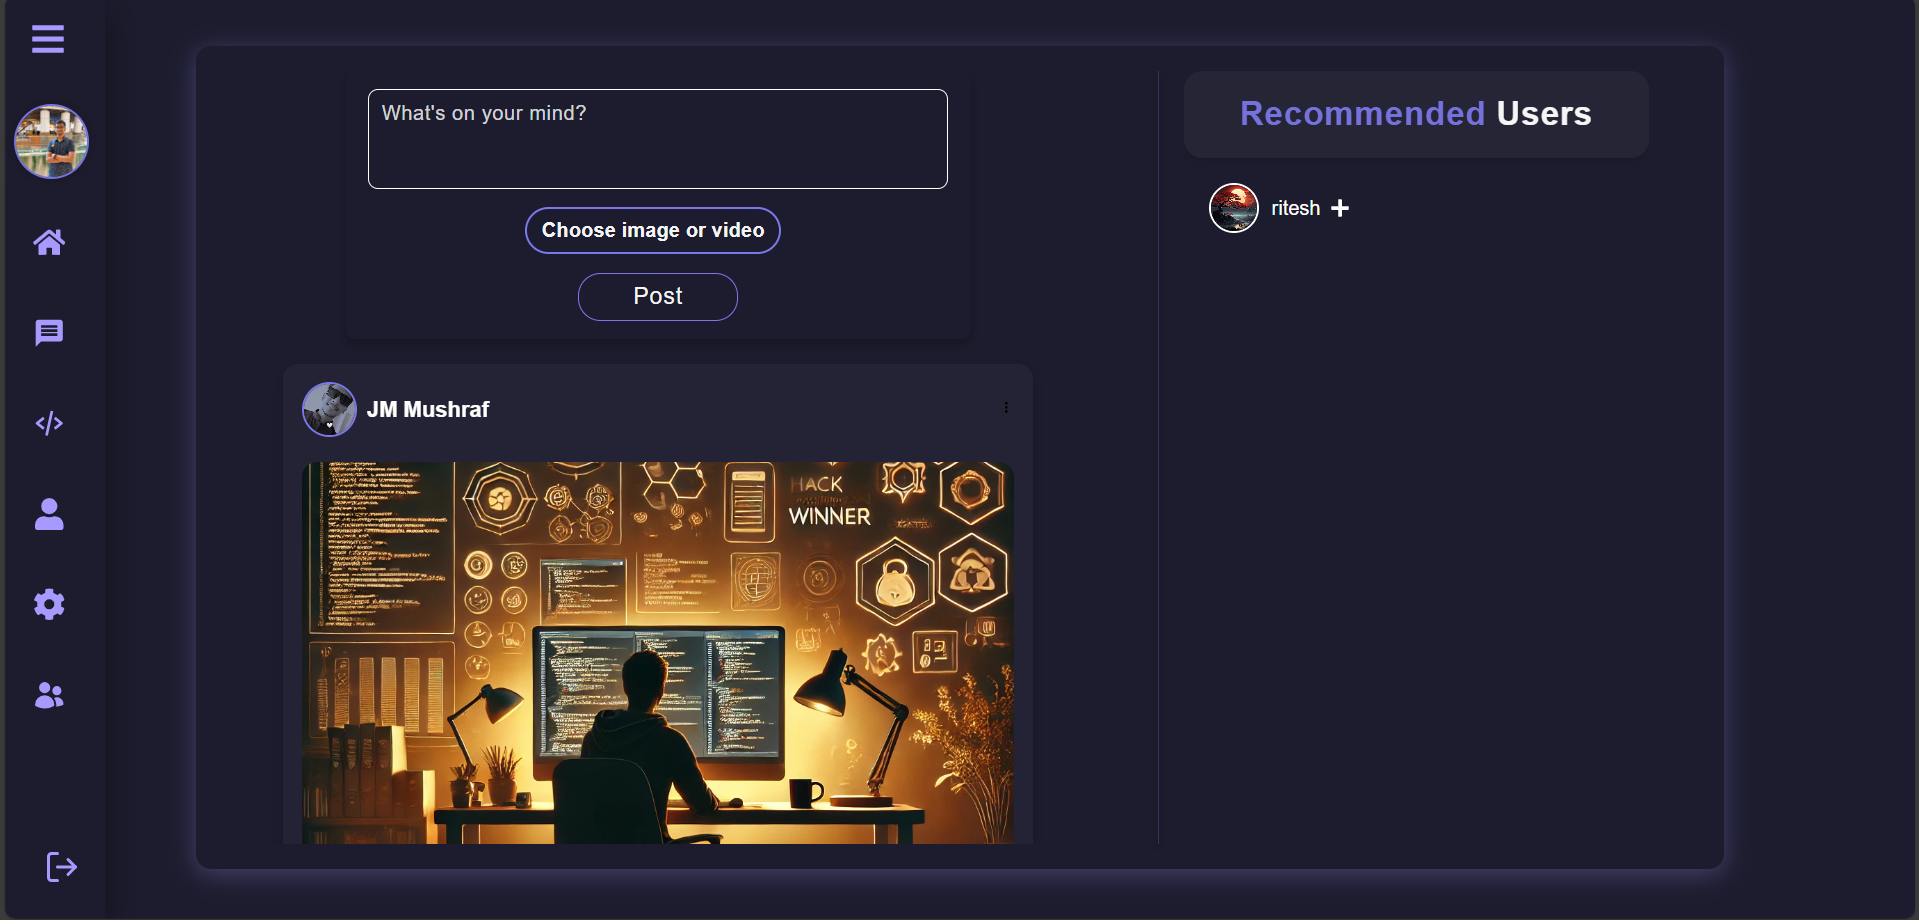 What's on your mind?
Choose image or video
Post
JM Mushraf
HACK
WINNER
Recommended Users
ritesh